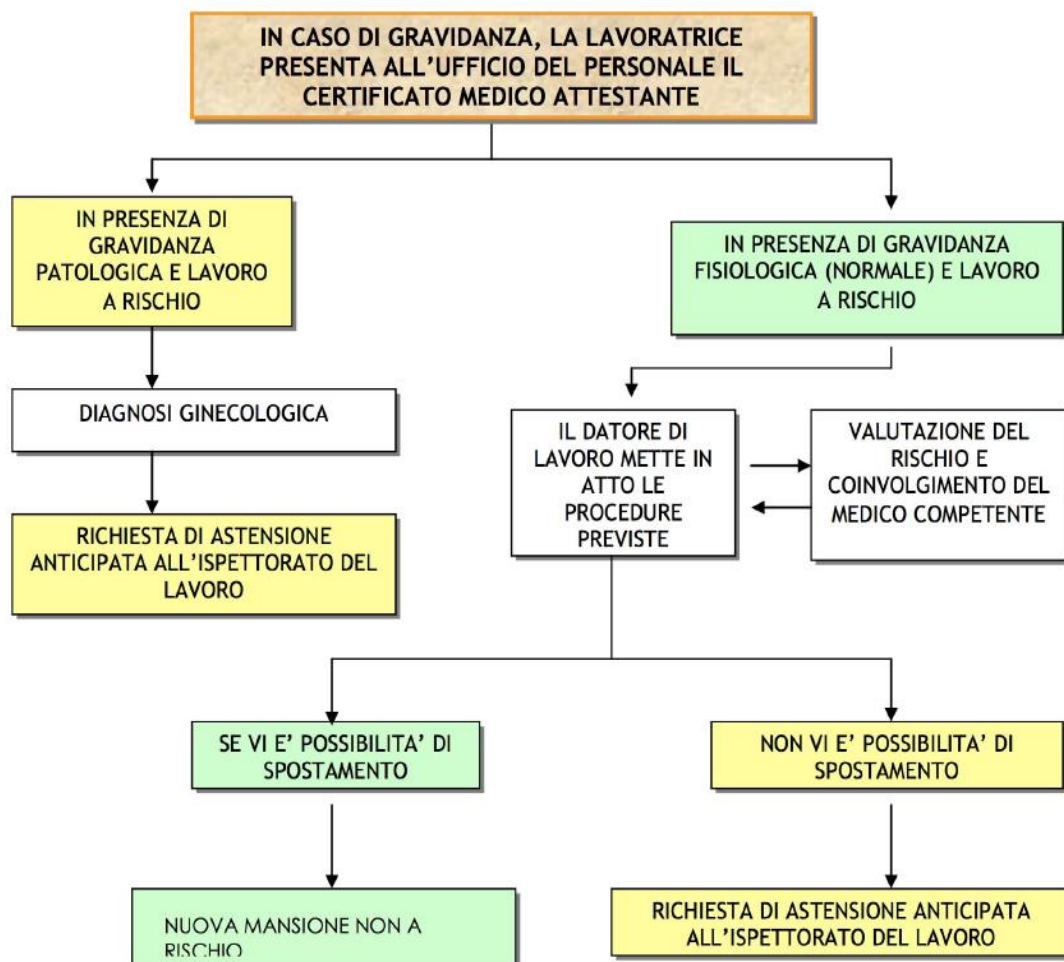 IN CASO DI GRAVIDANZA, LA LAVORATRICE
PRESENTA ALL'UFFICIO DEL PERSONALE IL
CERTIFICATO MEDICO ATTESTANTE
IN PRESENZA DI
GRAVIDANZA
PATOLOGICA E LAVORO
A RISCHIO
IN PRESENZA DI GRAVIDANZA
FISIOLOGICA (NORMALE) E LAVORO
A RISCHIO
DIAGNOSI GINECOLOGICA
IL DATORE DI
LAVORO METTE IN
ATTO LE
PROCEDURE
PREVISTE
VALUTAZIONE DEL
RISCHIO E
COINVOLGIMENTO DEL
MEDICO COMPETENTE
RICHIESTA DI ASTENSIONE
ANTICIPATA ALL'ISPETTORATO DEL
LAVORO
SE VI E' POSSIBILITA' DI
SPOSTAMENTO
NON VI E' POSSIBILITA' DI
SPOSTAMENTO
NUOVA MANSIONE NON A
RISCHIO
RICHIESTA DI ASTENSIONE ANTICIPATA
ALL'ISPETTORATO DEL LAVORO